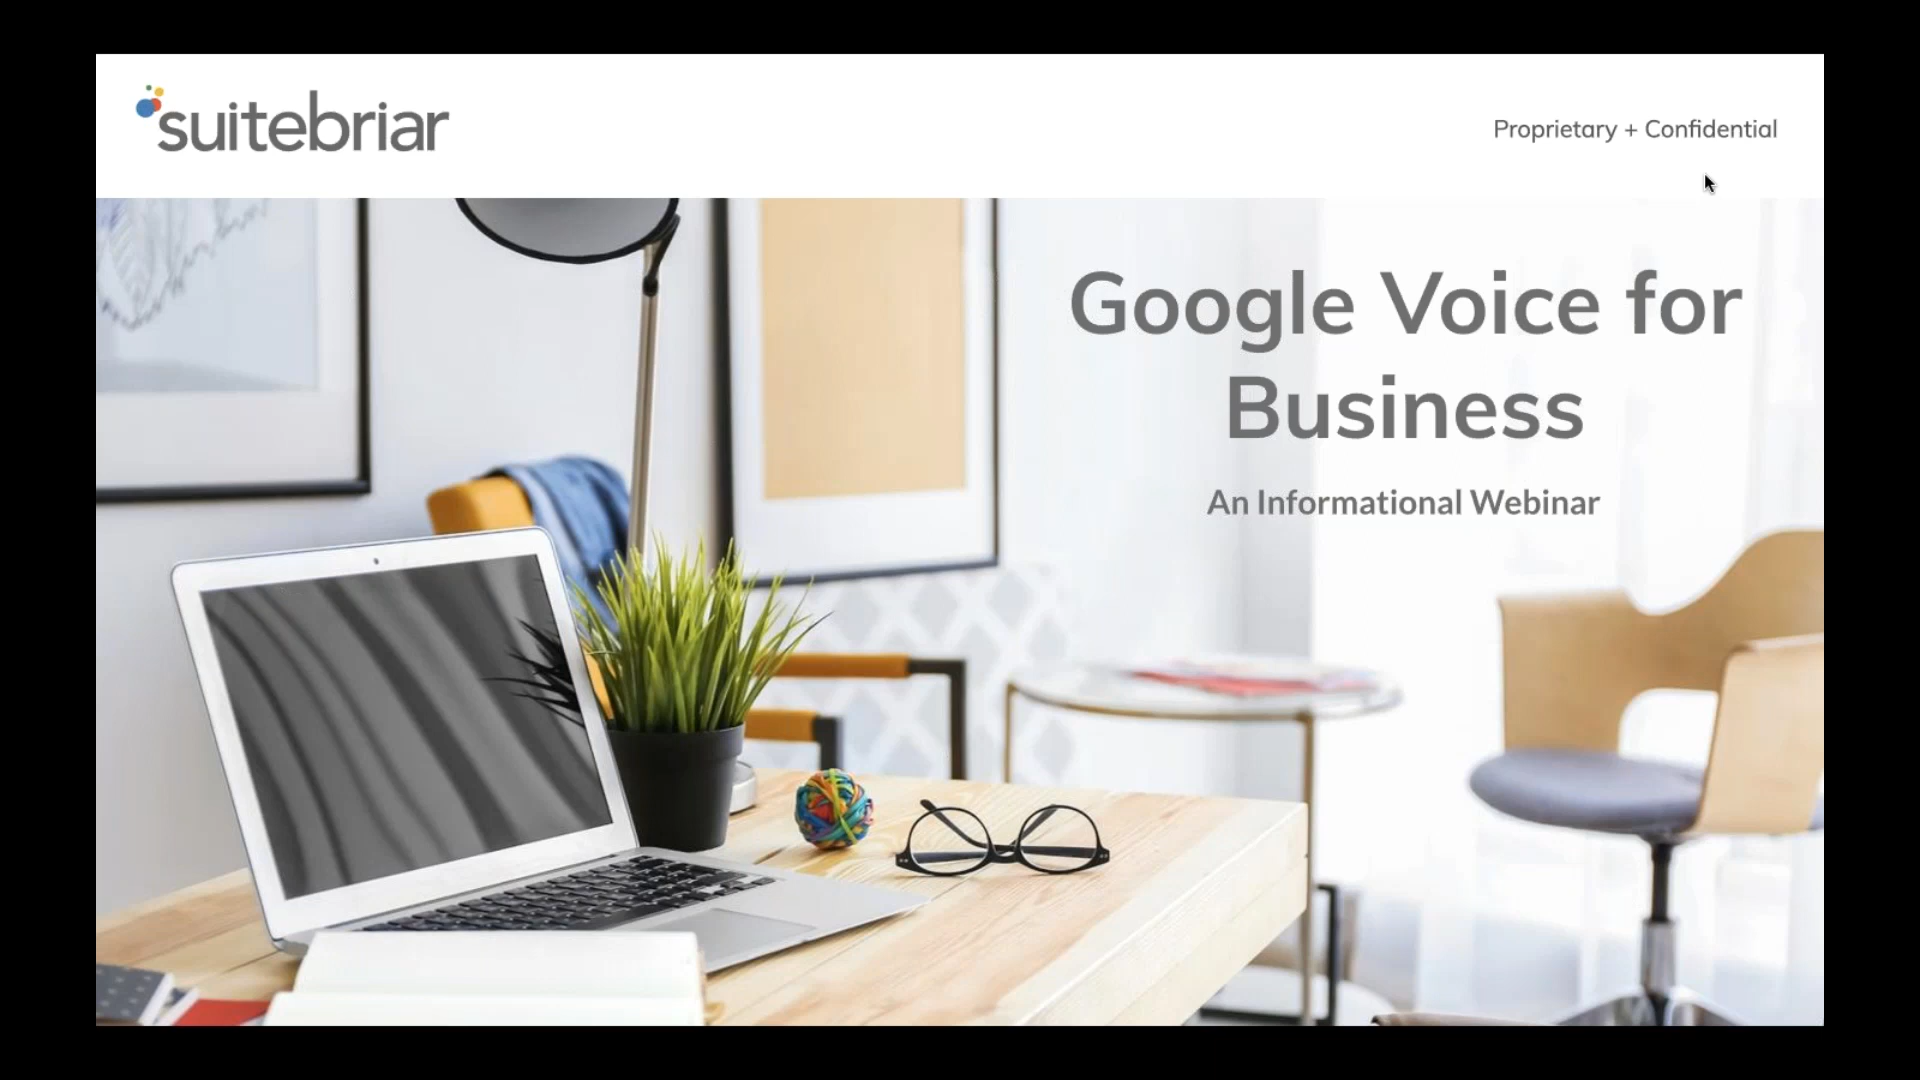 suitebriar
Proprietary + Confidential
Google Voice for
Business
An Informational Webinar